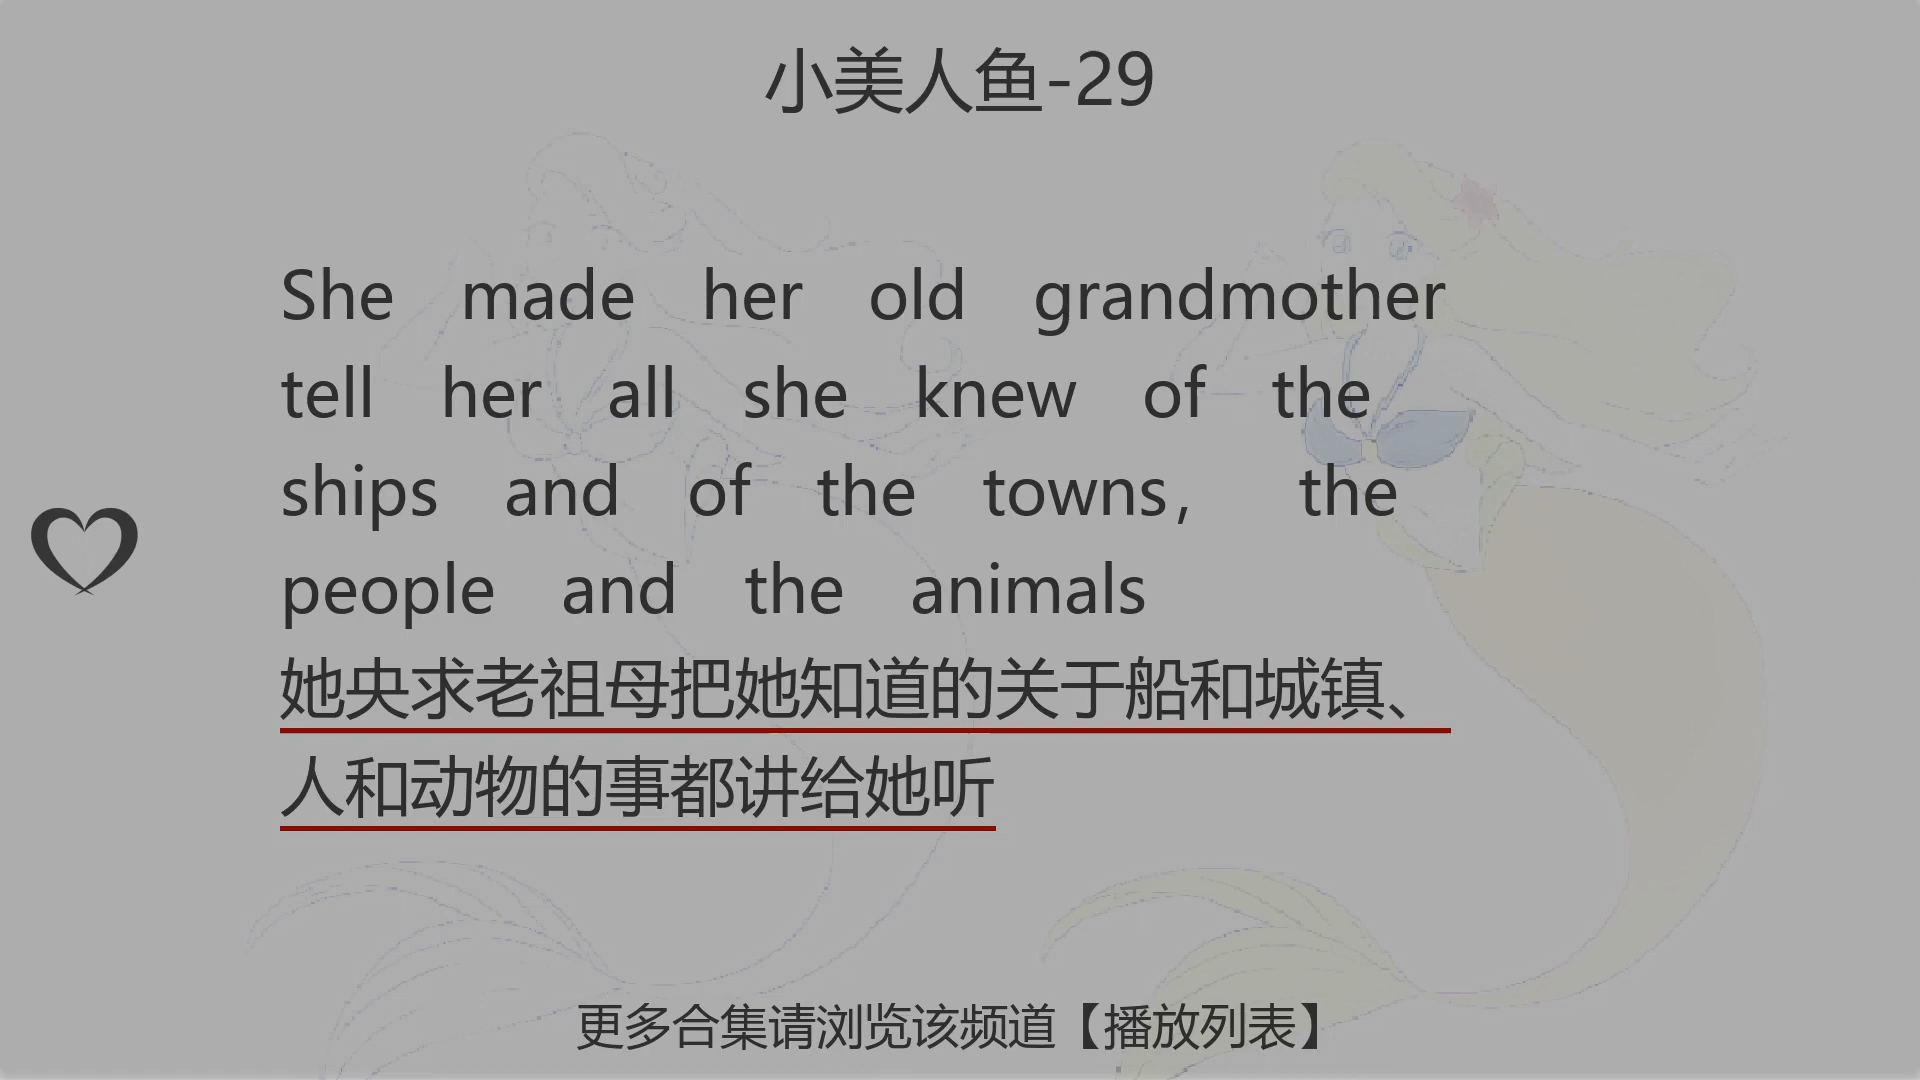 小美人鱼-29
She made her old grandmother
tell her all she knew of the
ships and of the towns, the
people and the animals
她央求老祖母把她知道的关于船和城镇、
人和动物的事都讲给她听
更多合集请浏览该频道【播放列表】